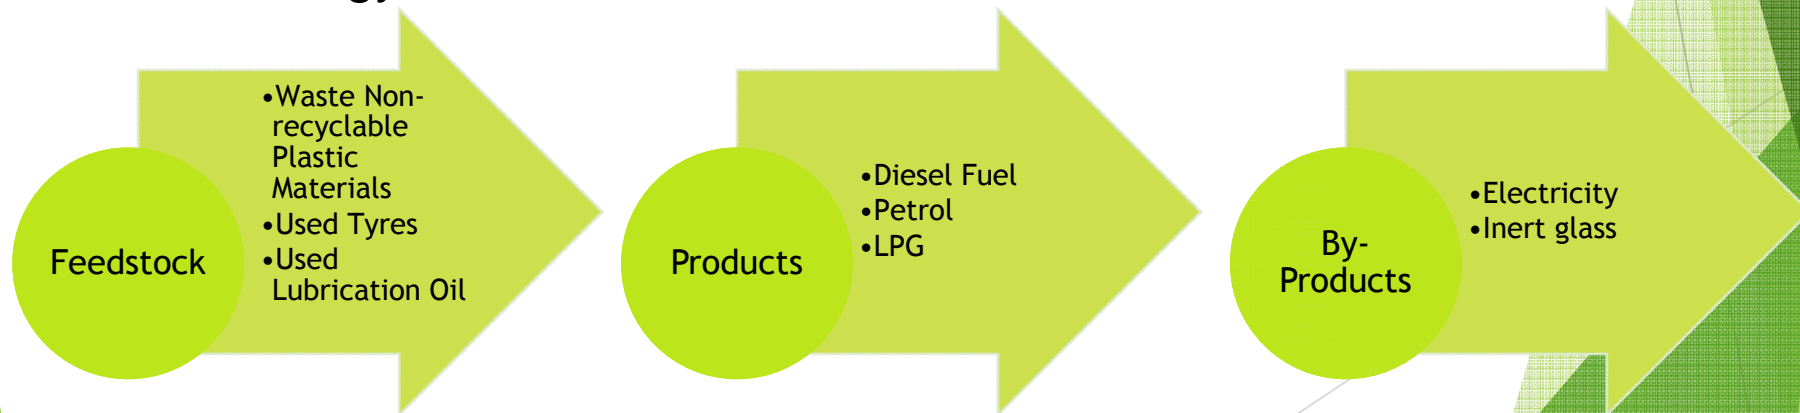 Feedstock
•Waste Non-
recyclable
Plastic
Materials
•Used Tyres
•Used
Lubrication Oil
Products
•Diesel Fuel
•Petrol
•LPG
By-
Products
•Electricity
•Inert glass